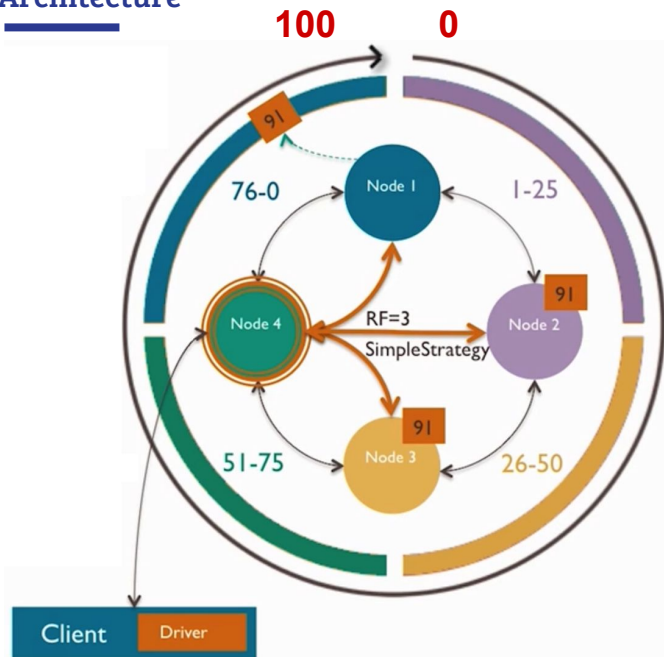 Architecture
100 0
91
Node 1
76-0
1-25
91
Node 4
RF=3
Node 2
SimpleStrategy
91
Node 3
51-75
26-50
Client
Driver